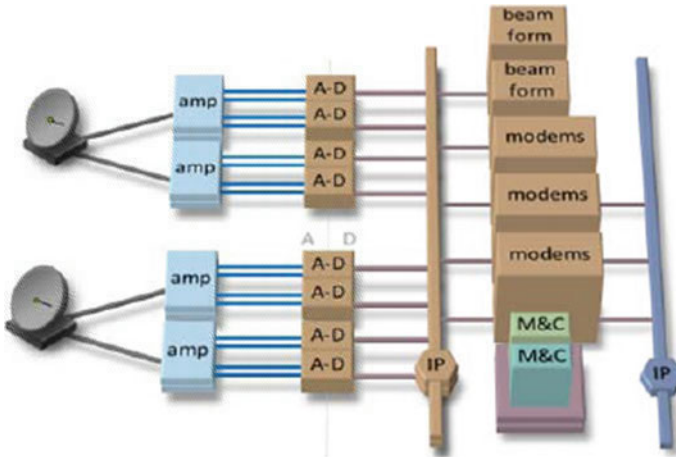 beam
form
beam
form
amp
A-D
A-D
modems
amp
A-D
A-D
modems
A D
amp
A-D
A-D
modems
amp
A-D
A-D
M&C
M&C
IP
IP